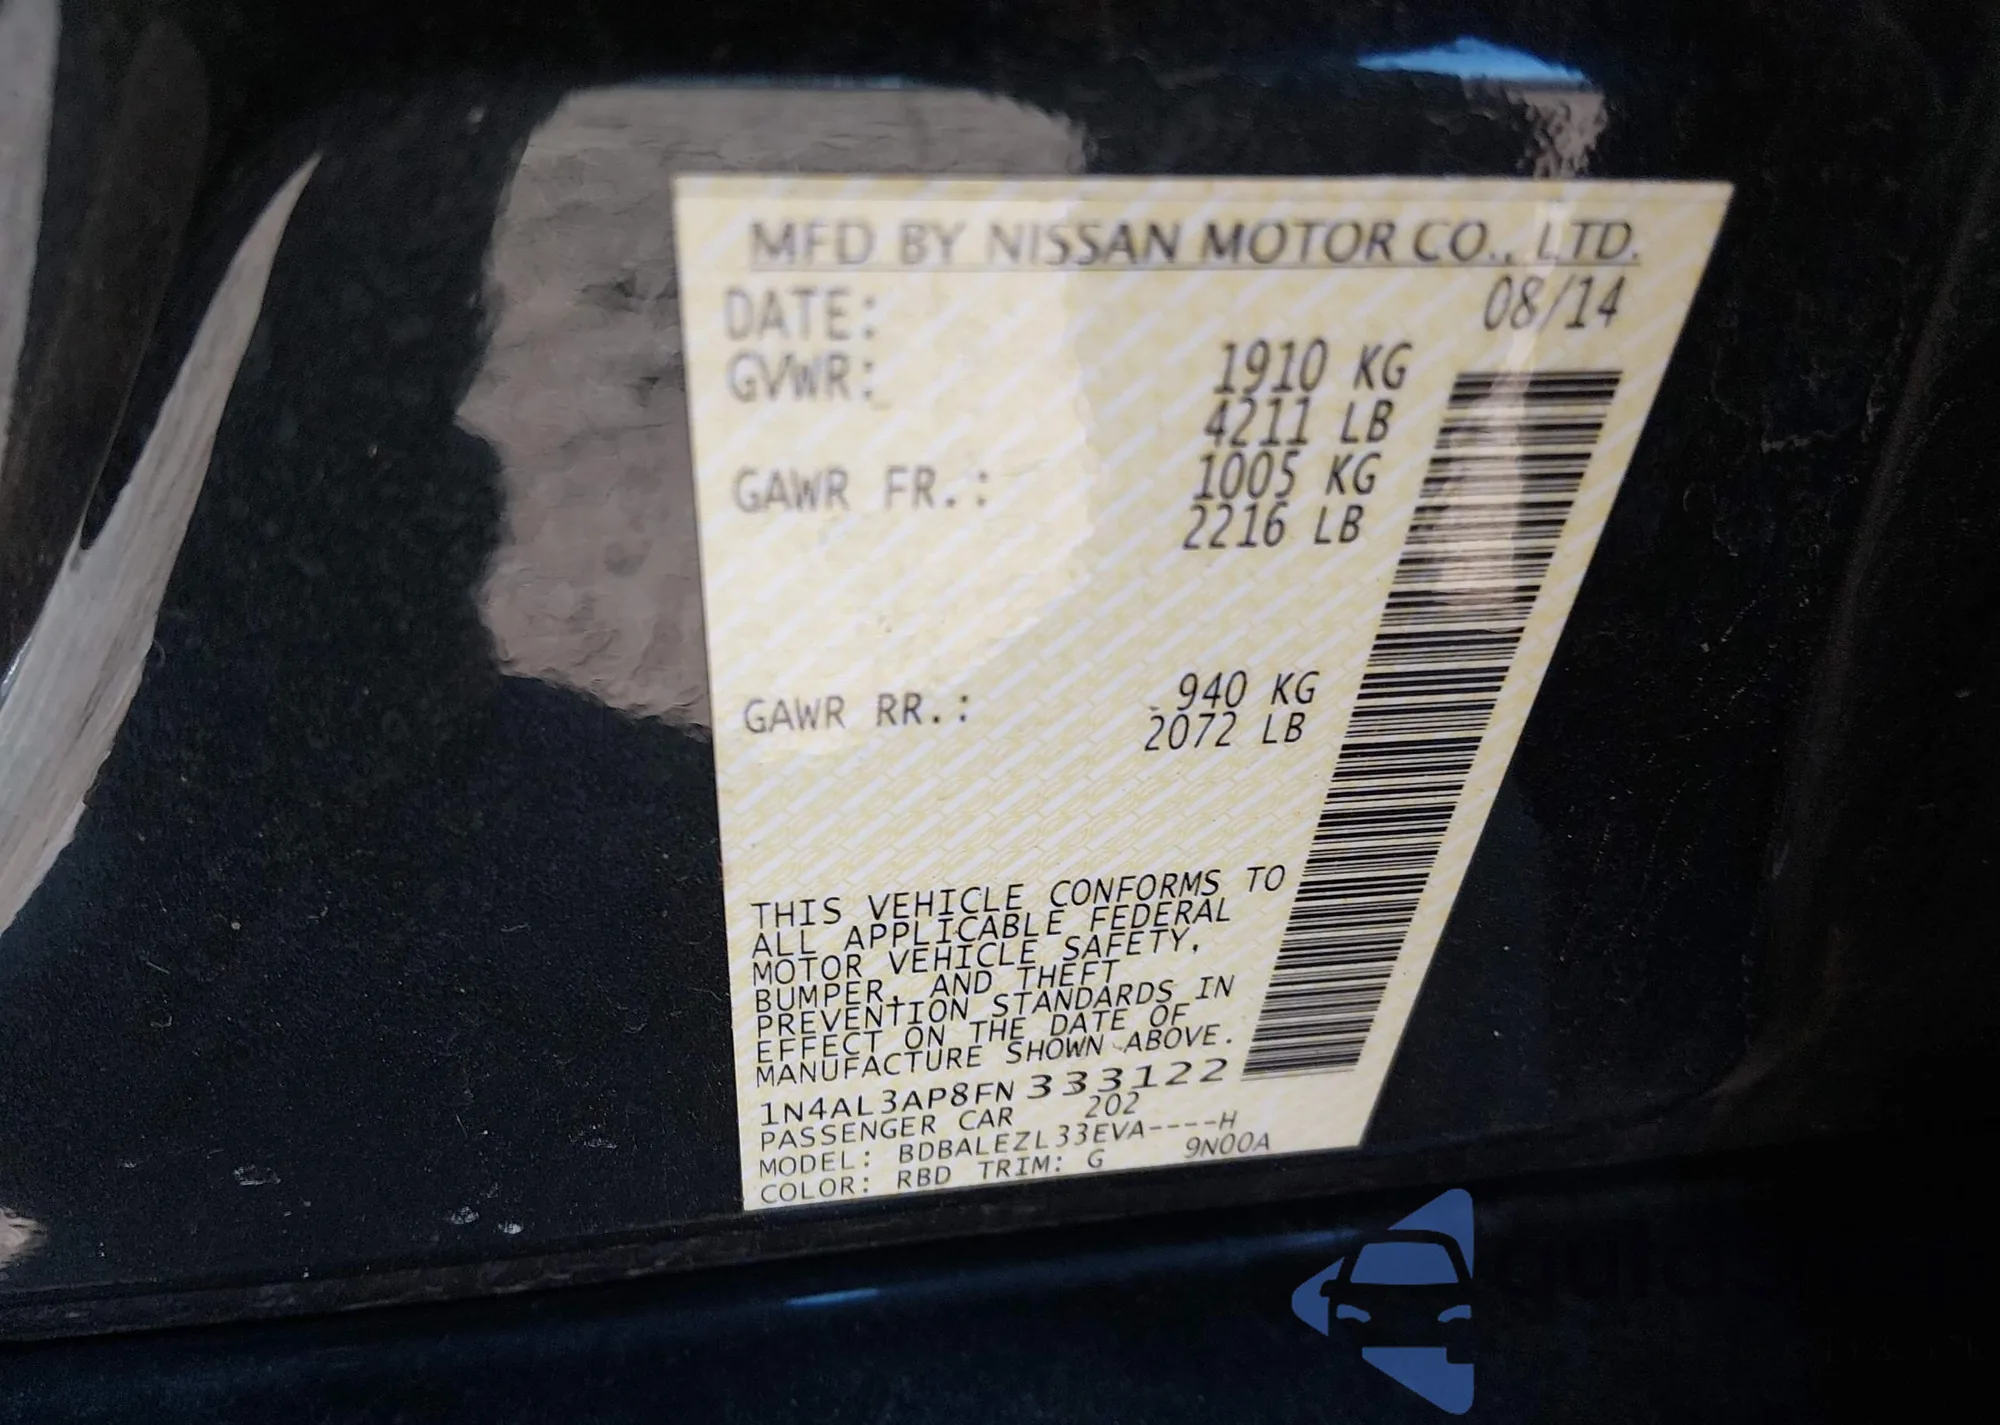 MFD BY NISSAN MOTOR CO., LTD.
DATE: 08/14
GVWR: 1910 KG
4211 LB
GAWR FR.: 1005 KG
2216 LB
GAWR RR.: 940 KG
2072 LB
THIS VEHICLE CONFORMS TO
ALL APPLICABLE FEDERAL
MOTOR VEHICLE SAFETY,
BUMPER, AND THEFT
PREVENTION STANDARDS IN
EFFECT ON THE DATE OF
MANUFACTURE SHOWN ABOVE.
1N4AL3AP8FN333122
PASSENGER CAR 202
MODEL: BDBALEZL33EVA----H
COLOR: RBD TRIM: G 9N00A